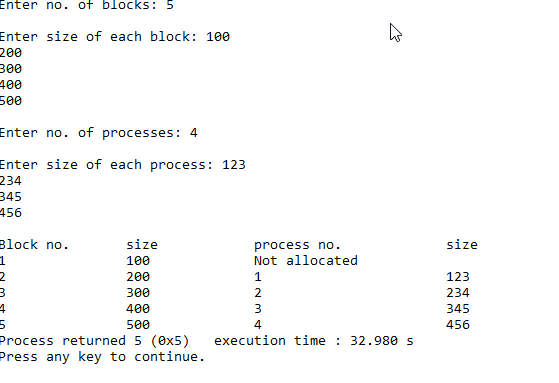 Enter no. of blocks: 5
Enter size of each block: 100
200
300
400
500
Enter no. of processes: 4
Enter size of each process: 123
234
345
456
Block no. size process no. size
1 100 Not allocated
2 200 1 123
3 300 2 234
4 400 3 345
5 500 4 456
Process returned 5 (0x5) execution time : 32.980 s
Press any key to continue.